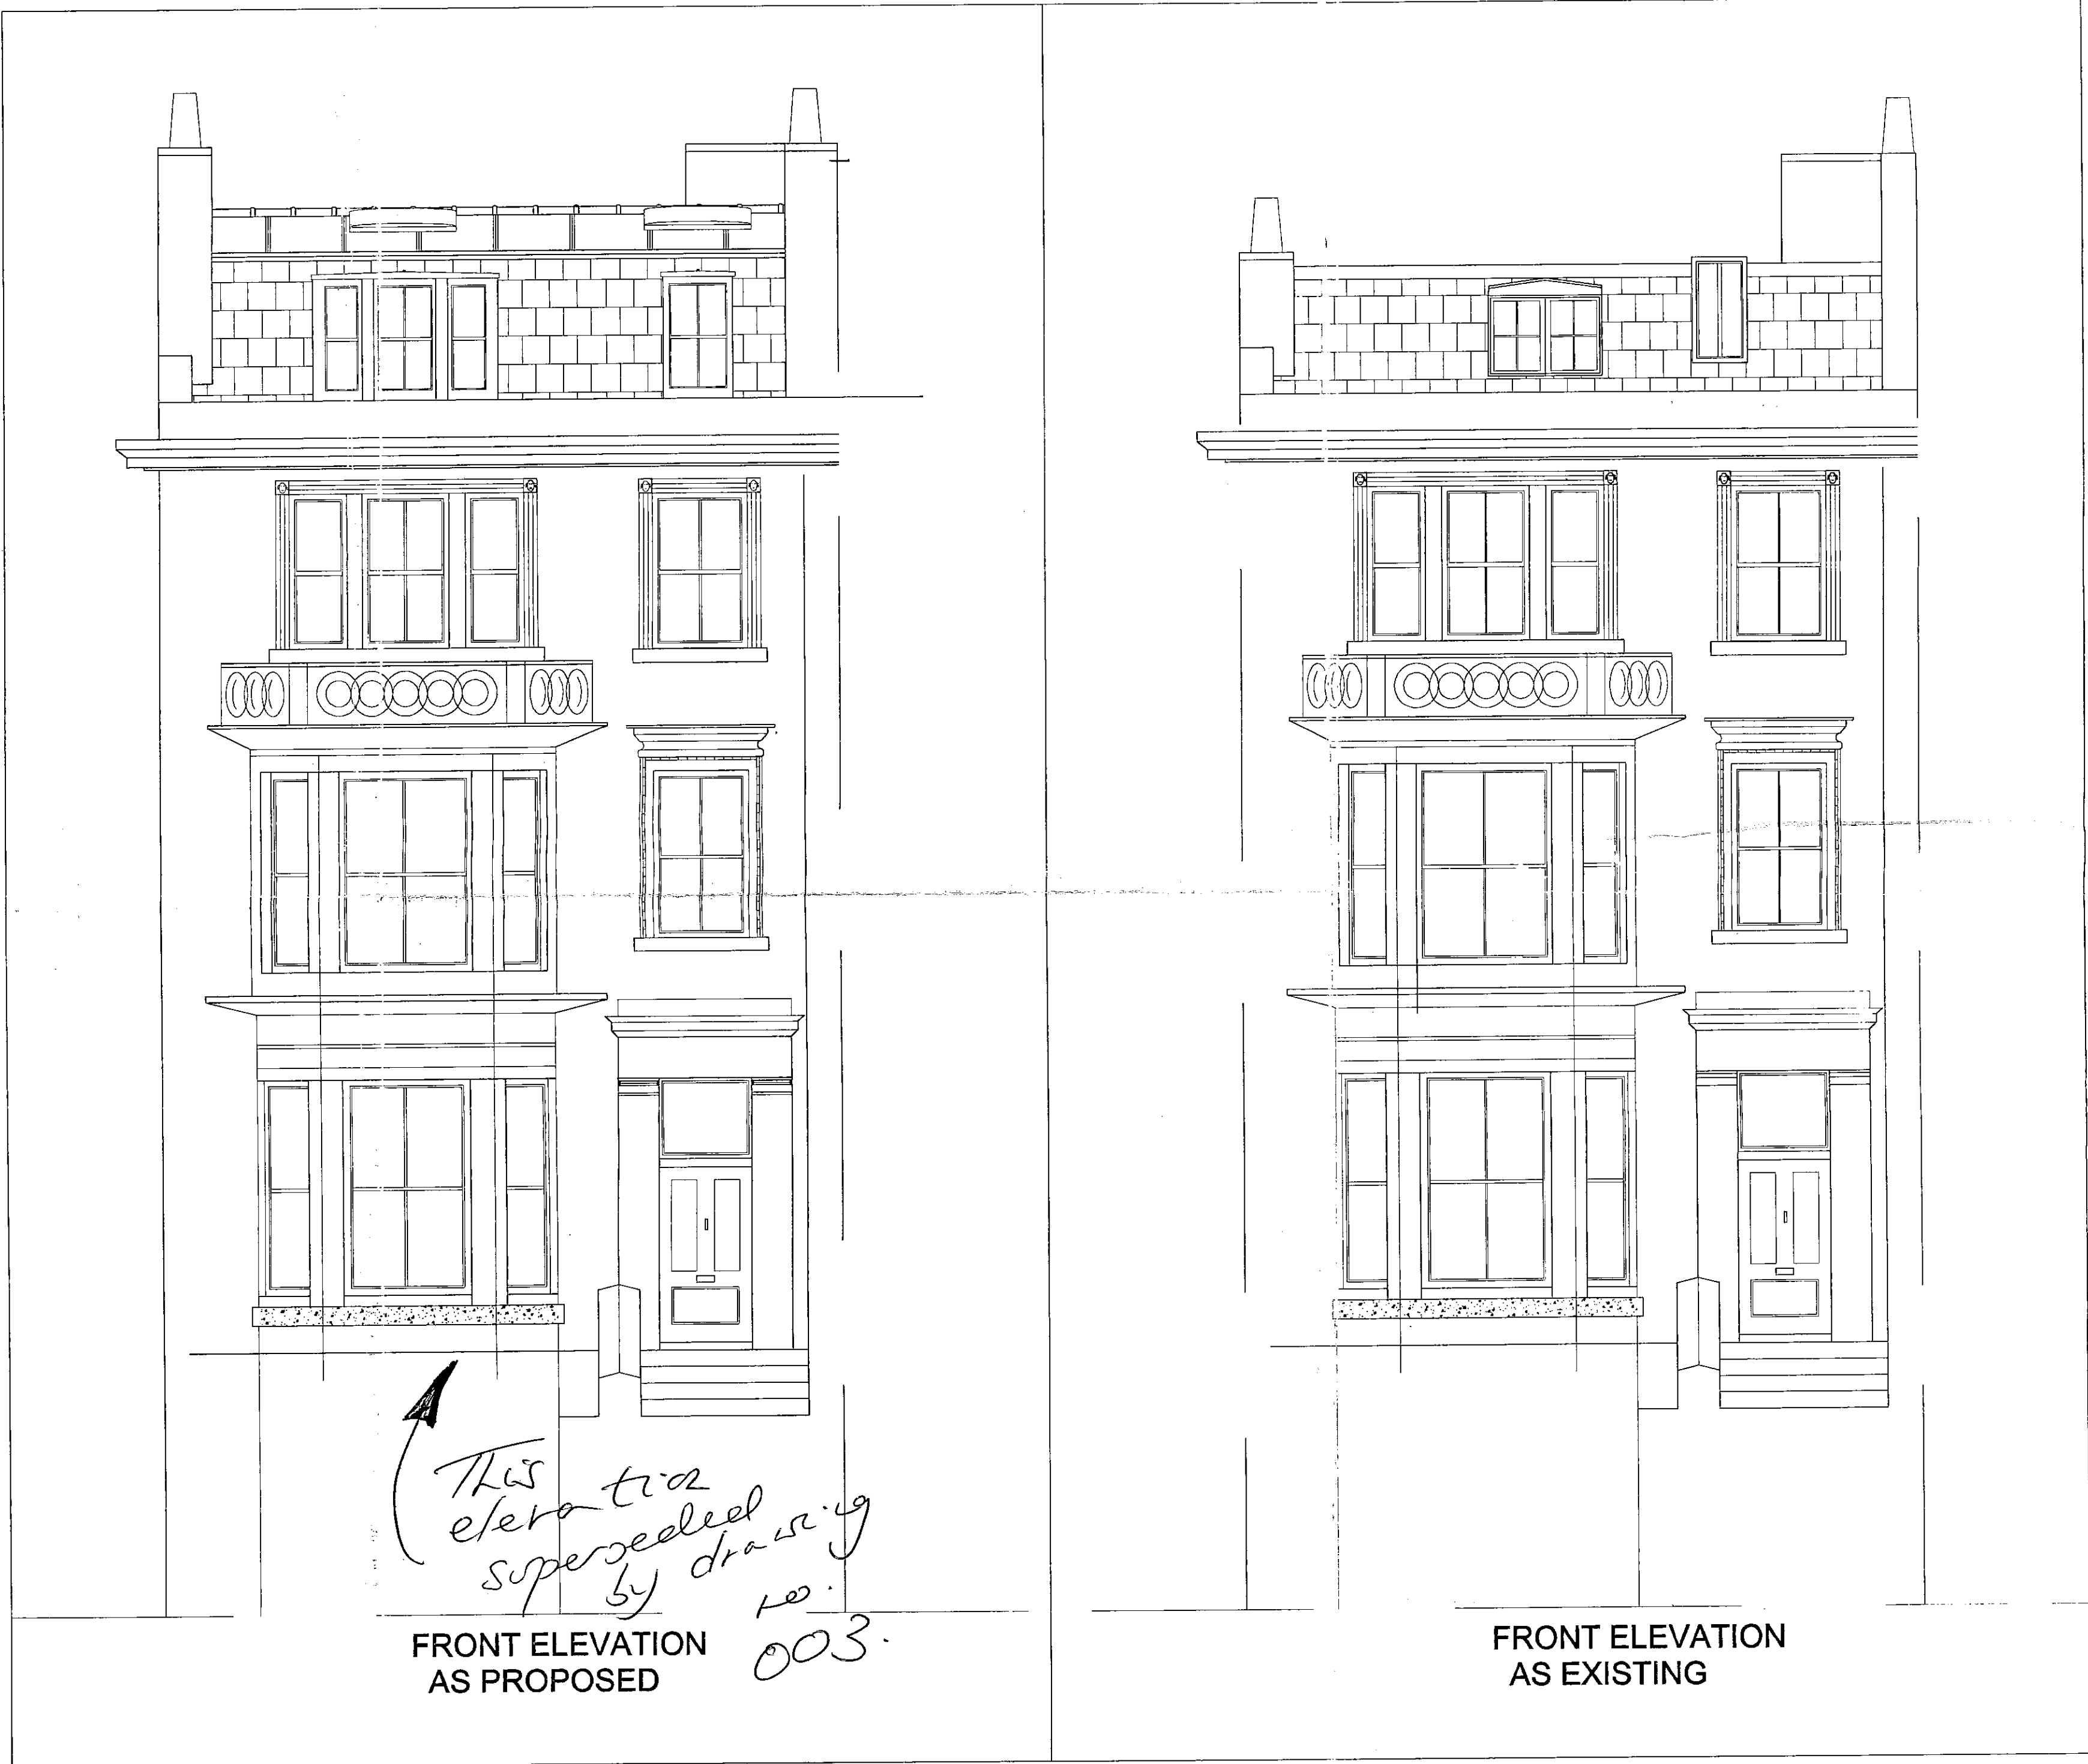 This
elevation
superseded
by drawing
no.
003.
FRONT ELEVATION
AS PROPOSED
FRONT ELEVATION
AS EXISTING